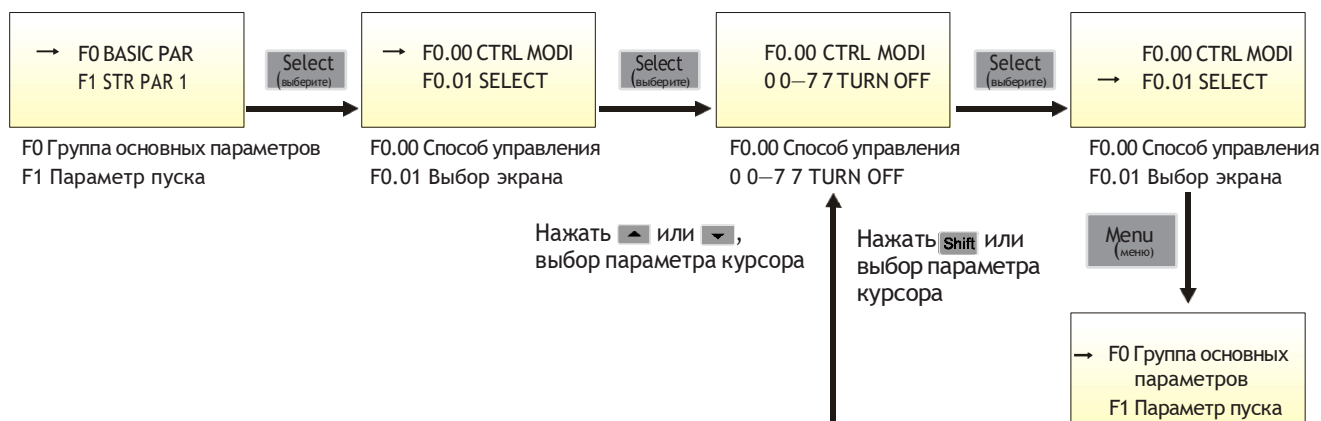 → F0 BASIC PAR
F1 STR PAR 1
Select
(выберите)
→ F0.00 CTRL MODI
F0.01 SELECT
Select
(выберите)
F0.00 CTRL MODI
0 0—7 7 TURN OFF
Select
(выберите)
F0.00 CTRL MODI
→ F0.01 SELECT
F0 Группа основных параметров
F1 Параметр пуска
F0.00 Способ управления
F0.01 Выбор экрана
F0.00 Способ управления
0 0—7 7 TURN OFF
F0.00 Способ управления
F0.01 Выбор экрана
Нажать ▲ или ▼,
выбор параметра курсора
Нажать Shift или
выбор параметра
курсора
Menu
(меню)
→ F0 Группа основных
параметров
F1 Параметр пуска